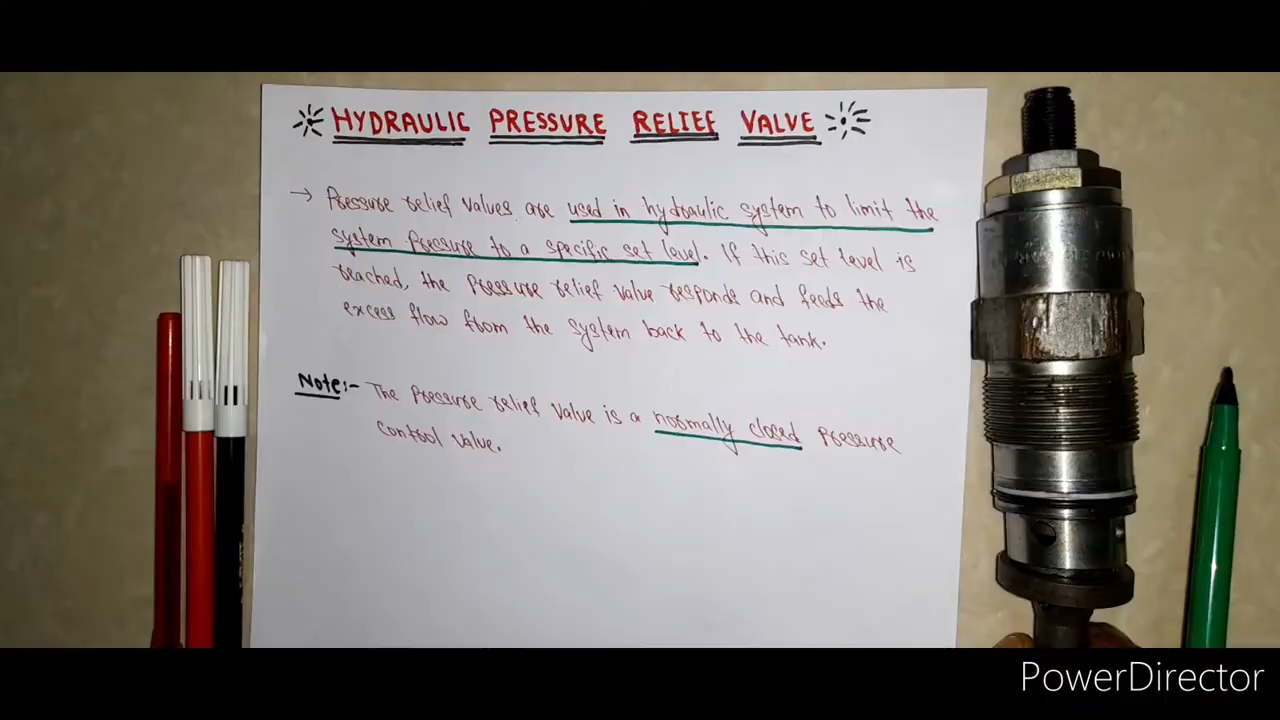 HYDRAULIC PRESSURE RELIEF VALVE
→ Pressure relief valves are used in hydraulic system to limit the
system pressure to a specific set level. If this set level is
reached, the pressure relief valve responds and feeds the
excess flow from the system back to the tank.
Note:- The pressure relief valve is a normally closed pressure
control valve.
PowerDirector